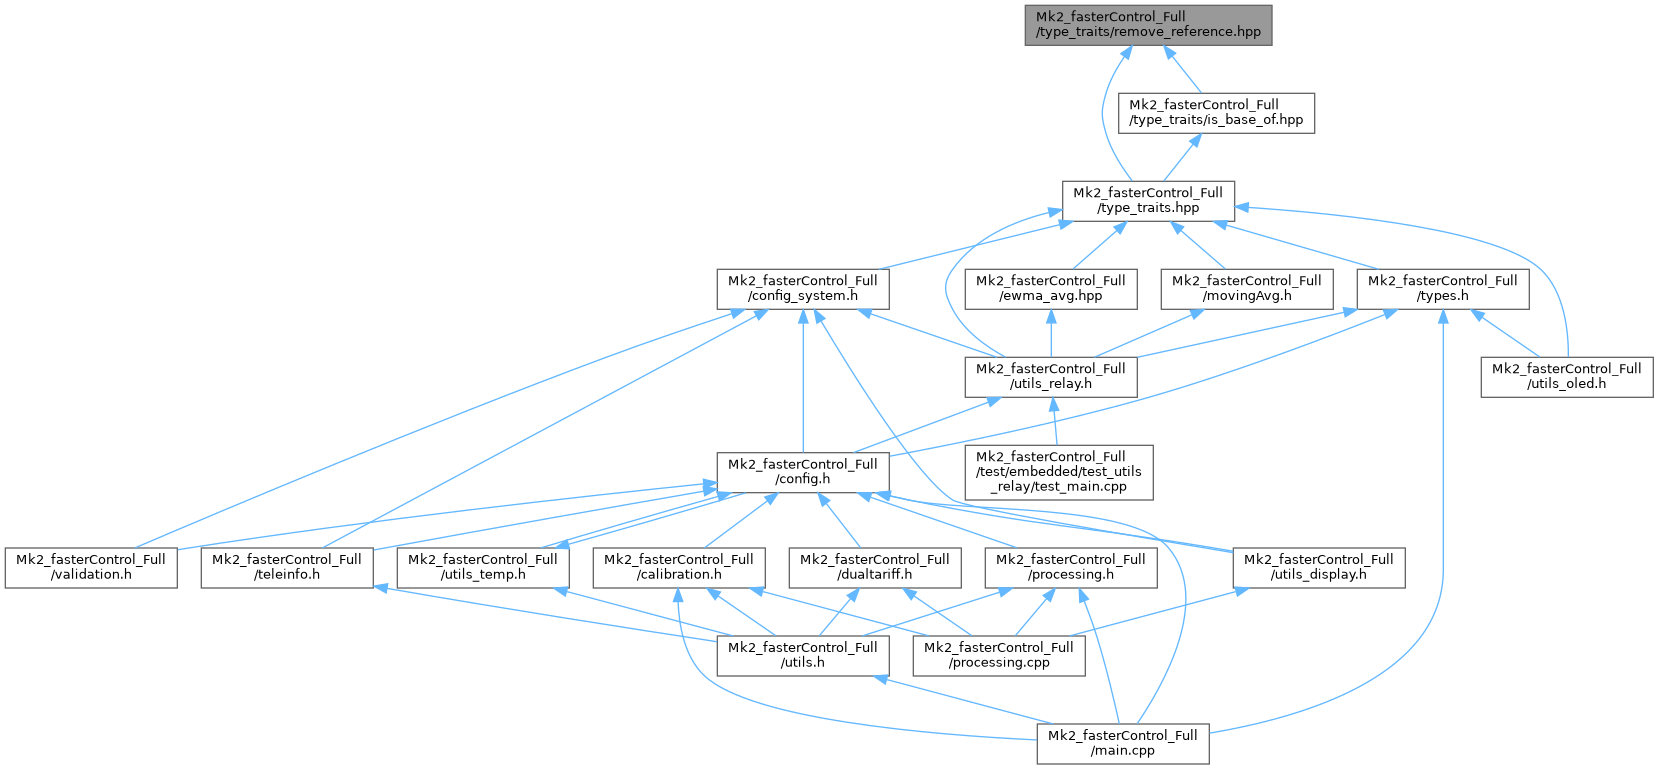 Mk2_fasterControl_Full
/type_traits/remove_reference.hpp
Mk2_fasterControl_Full
/type_traits/is_base_of.hpp
Mk2_fasterControl_Full
/type_traits.hpp
Mk2_fasterControl_Full
/config_system.h
Mk2_fasterControl_Full
/ewma_avg.hpp
Mk2_fasterControl_Full
/movingAvg.h
Mk2_fasterControl_Full
/types.h
Mk2_fasterControl_Full
/utils_relay.h
Mk2_fasterControl_Full
/utils_oled.h
Mk2_fasterControl_Full
/config.h
Mk2_fasterControl_Full
/test/embedded/test_utils
_relay/test_main.cpp
Mk2_fasterControl_Full
/validation.h
Mk2_fasterControl_Full
/teleinfo.h
Mk2_fasterControl_Full
/utils_temp.h
Mk2_fasterControl_Full
/calibration.h
Mk2_fasterControl_Full
/dualtariff.h
Mk2_fasterControl_Full
/processing.h
Mk2_fasterControl_Full
/utils_display.h
Mk2_fasterControl_Full
/utils.h
Mk2_fasterControl_Full
/processing.cpp
Mk2_fasterControl_Full
/main.cpp